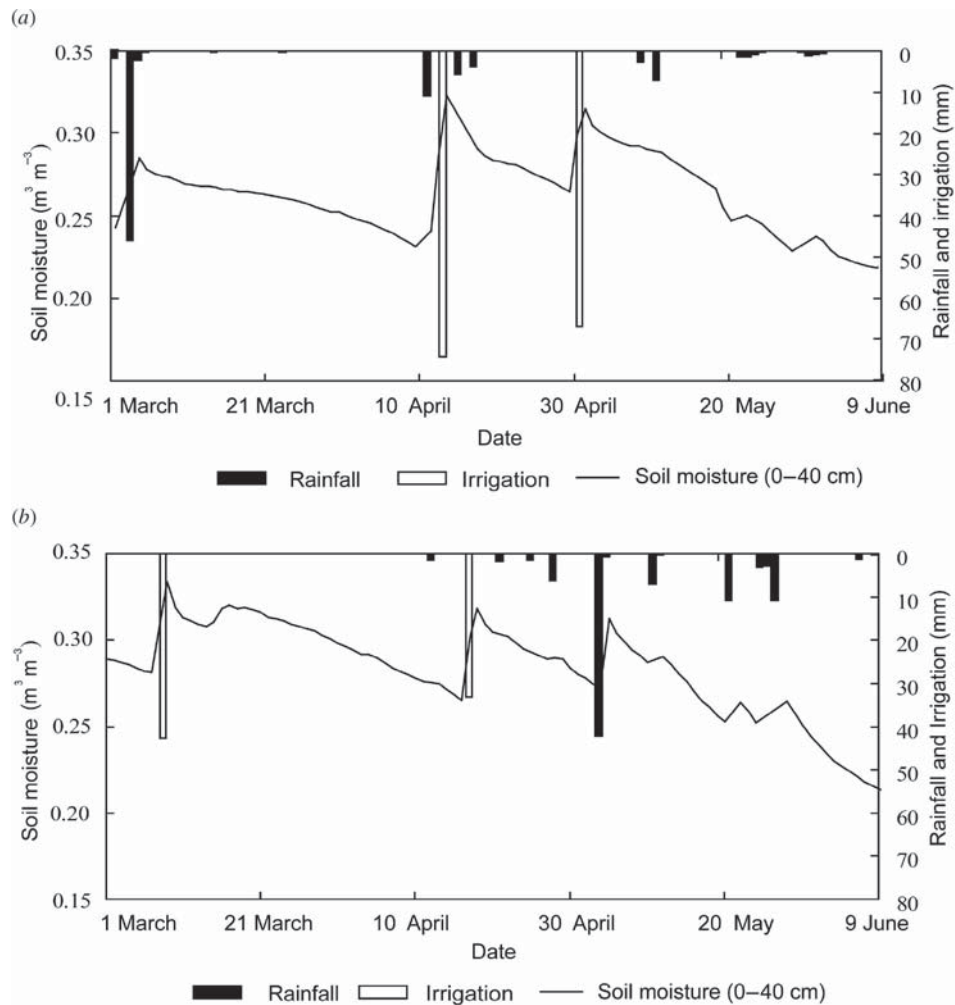 (a)
0.35
0.30
0.25
0.20
0.15
Soil moisture (m³ m⁻³)
0
10
20
30
40
50
60
70
80
Rainfall and irrigation (mm)
1 March 21 March 10 April 30 April 20 May 9 June
Date
Rainfall Irrigation Soil moisture (0–40 cm)
(b)
0.35
0.30
0.25
0.20
0.15
Soil moisture (m³ m⁻³)
0
10
20
30
40
50
60
70
80
Rainfall and Irrigation (mm)
1 March 21 March 10 April 30 April 20 May 9 June
Date
Rainfall Irrigation Soil moisture (0–40 cm)